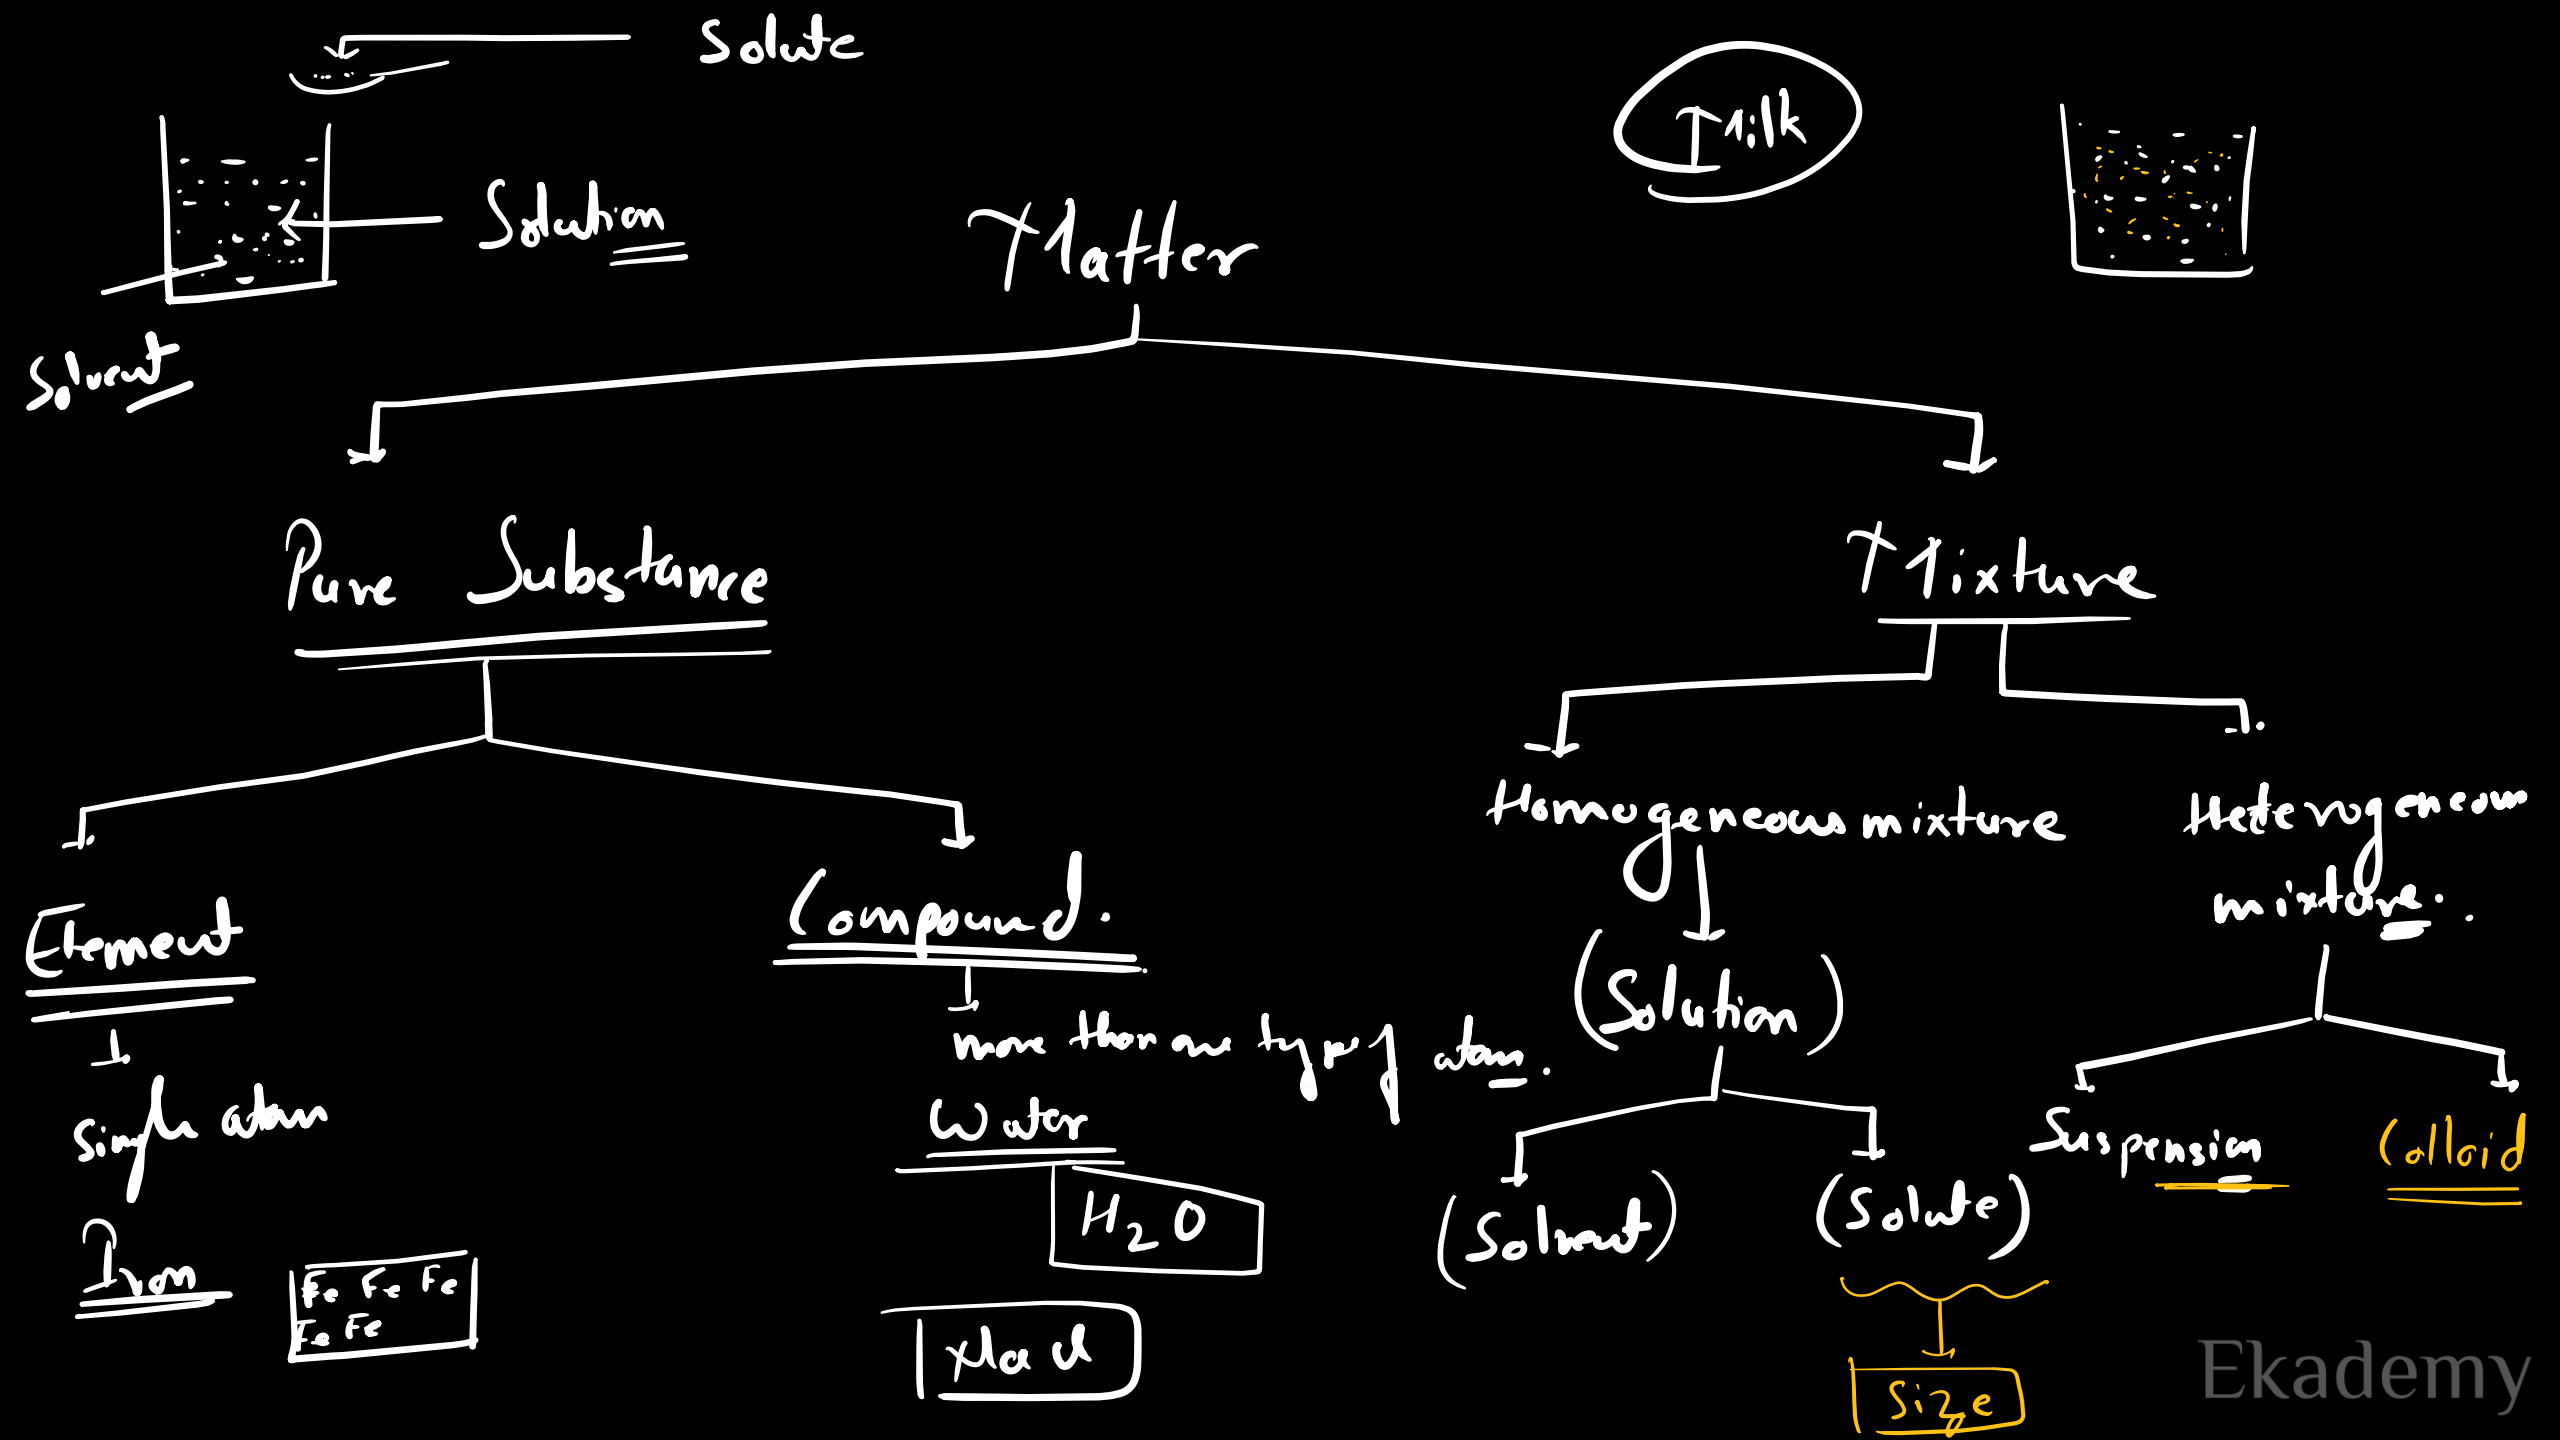 Solute
Milk
Solution
Matter
Solvent
Pure Substance
Mixture
Homogeneous mixture
Heterogeneous
mixture.
Element
Compound.
(Solution)
more than one type of atom.
single atom
Water
Suspension
Colloid
H2O
(Solvent)
(Solute)
Iron
Fe Fe Fe
Fe Fe
NaCl
Size
Ekademy